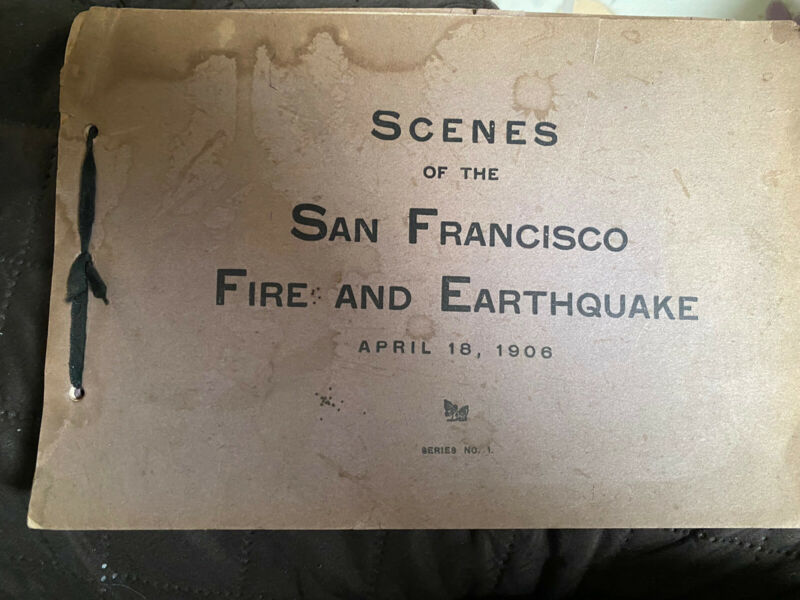 SCENES
OF THE
SAN FRANCISCO
FIRE AND EARTHQUAKE
APRIL 18, 1906
SERIES NO. 1.